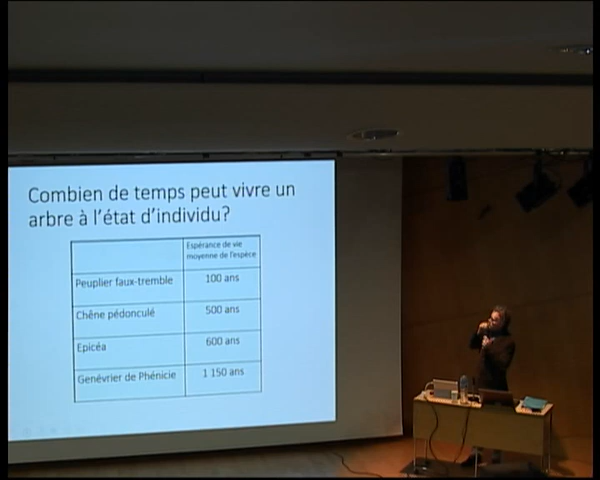 Combien de temps peut vivre un
arbre à l'état d'individu?
Espérance de vie
moyenne de l'espèce
Peuplier faux-tremble 100 ans
Chêne pédonculé 500 ans
Epicéa 600 ans
Genévrier de Phénicie 1 150 ans